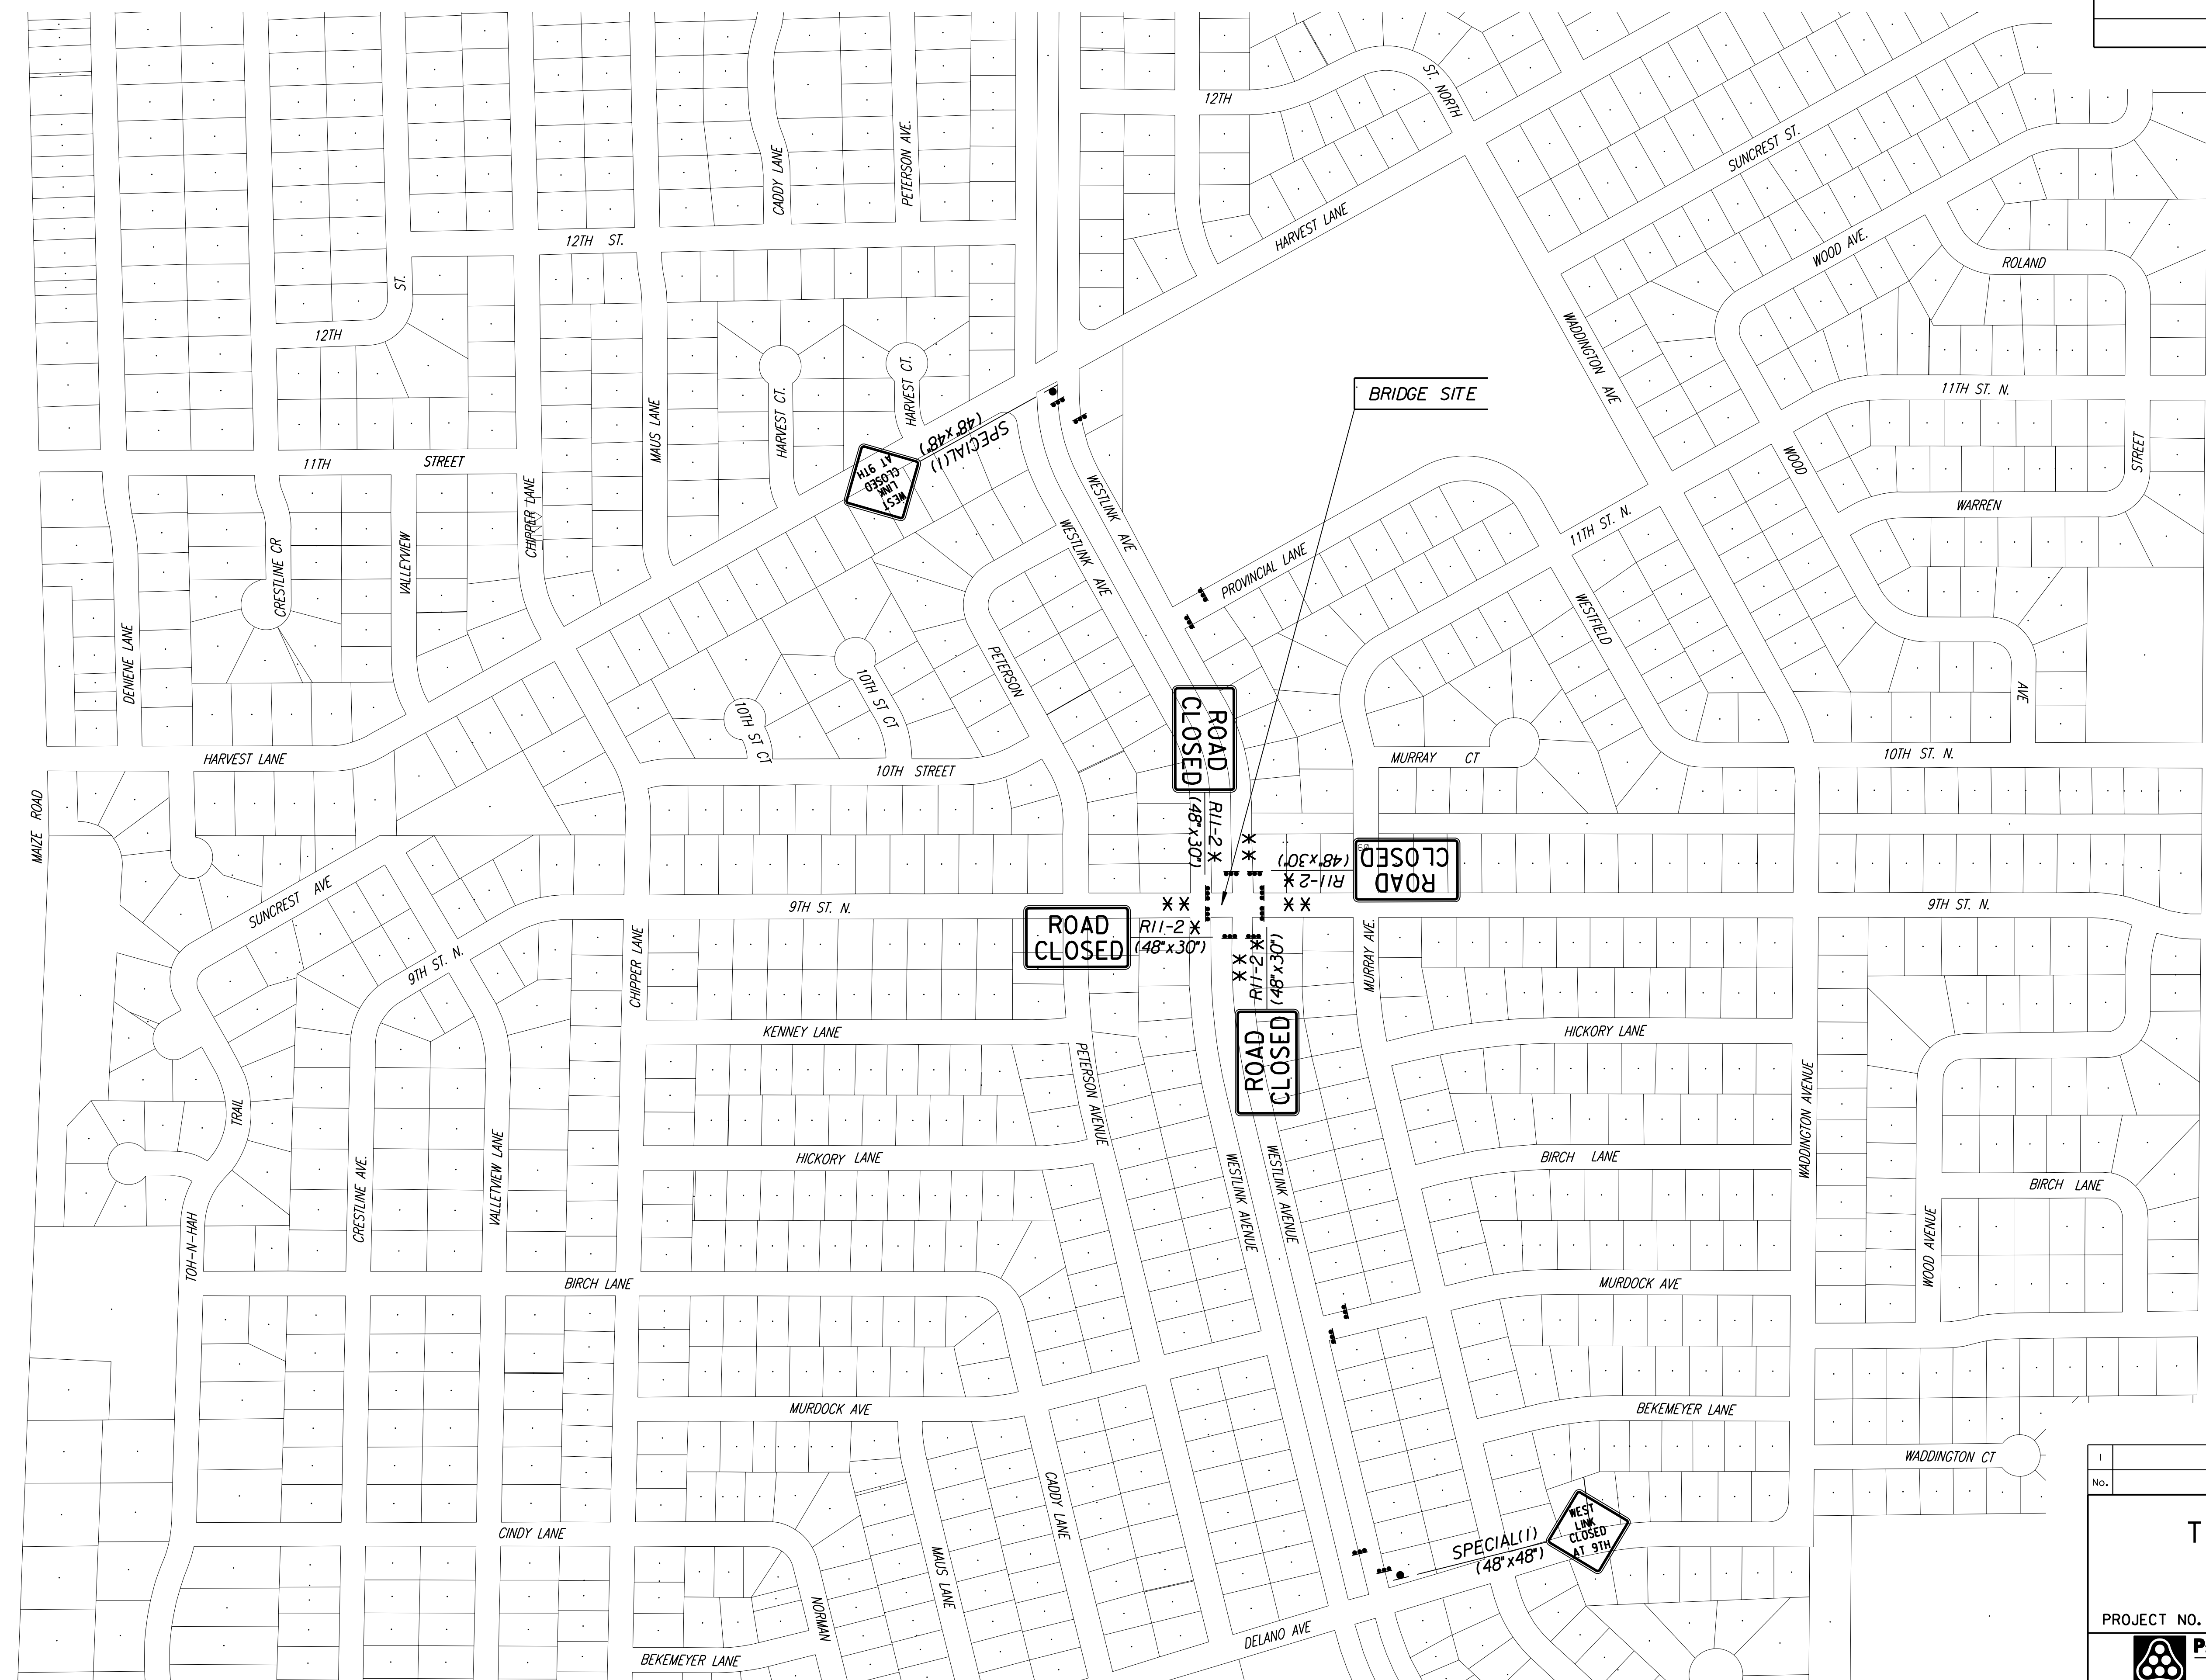 12TH
ST. NORTH
SUNCREST ST.
PETERSON AVE.
CADDY LANE
12TH ST.
HARVEST LANE
WOOD AVE.
ROLAND
ST.
12TH
HARVEST CT.
HARVEST CT.
MAUS LANE
WADDINGTON AVE
BRIDGE SITE
11TH ST. N.
SPECIAL(1)
(48"x48")
WEST
LINK
CLOSED
AT 9TH
11TH STREET
CHIPPER LANE
WESTLINK AVE
WESTLINK AVE
WOOD
STREET
WARREN
11TH ST. N.
CRESTLINE CR
VALLEYVIEW
PROVINCIAL LANE
WESTFIELD
DENIENE LANE
PETERSON
10TH ST CT
10TH ST CT
AVE
HARVEST LANE
10TH STREET
ROAD
CLOSED
R11-2 *
(48"x30")
* *
MURRAY CT
10TH ST. N.
MAIZE ROAD
ROAD
CLOSED
R11-2 *
(48"x30")
* *
SUNCREST AVE
9TH ST. N.
9TH ST. N.
* *
ROAD
CLOSED
R11-2 *
(48"x30")
9TH ST. N.
CHIPPER LANE
MURRAY AVE.
* *
R11-2 *
(48"x30")
ROAD
CLOSED
KENNEY LANE
HICKORY LANE
PETERSON AVENUE
WADDINGTON AVENUE
TRAIL
HICKORY LANE
BIRCH LANE
BIRCH LANE
CRESTLINE AVE.
VALLETVIEW LANE
WESTLINK AVENUE
WESTLINK AVENUE
TOH-N-HAH
WOOD AVENUE
BIRCH LANE
MURDOCK AVE
MURDOCK AVE
BEKEMEYER LANE
WADDINGTON CT
CADDY LANE
CINDY LANE
SPECIAL(1)
(48"x48")
WEST
LINK
CLOSED
AT 9TH
MAUS LANE
NORMAN
DELANO AVE
BEKEMEYER LANE
1
No.
T
PROJECT NO.
P